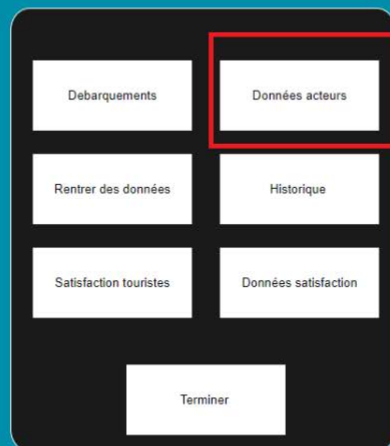 Debarquements
Données acteurs
Rentrer des données
Historique
Satisfaction touristes
Données satisfaction
Terminer